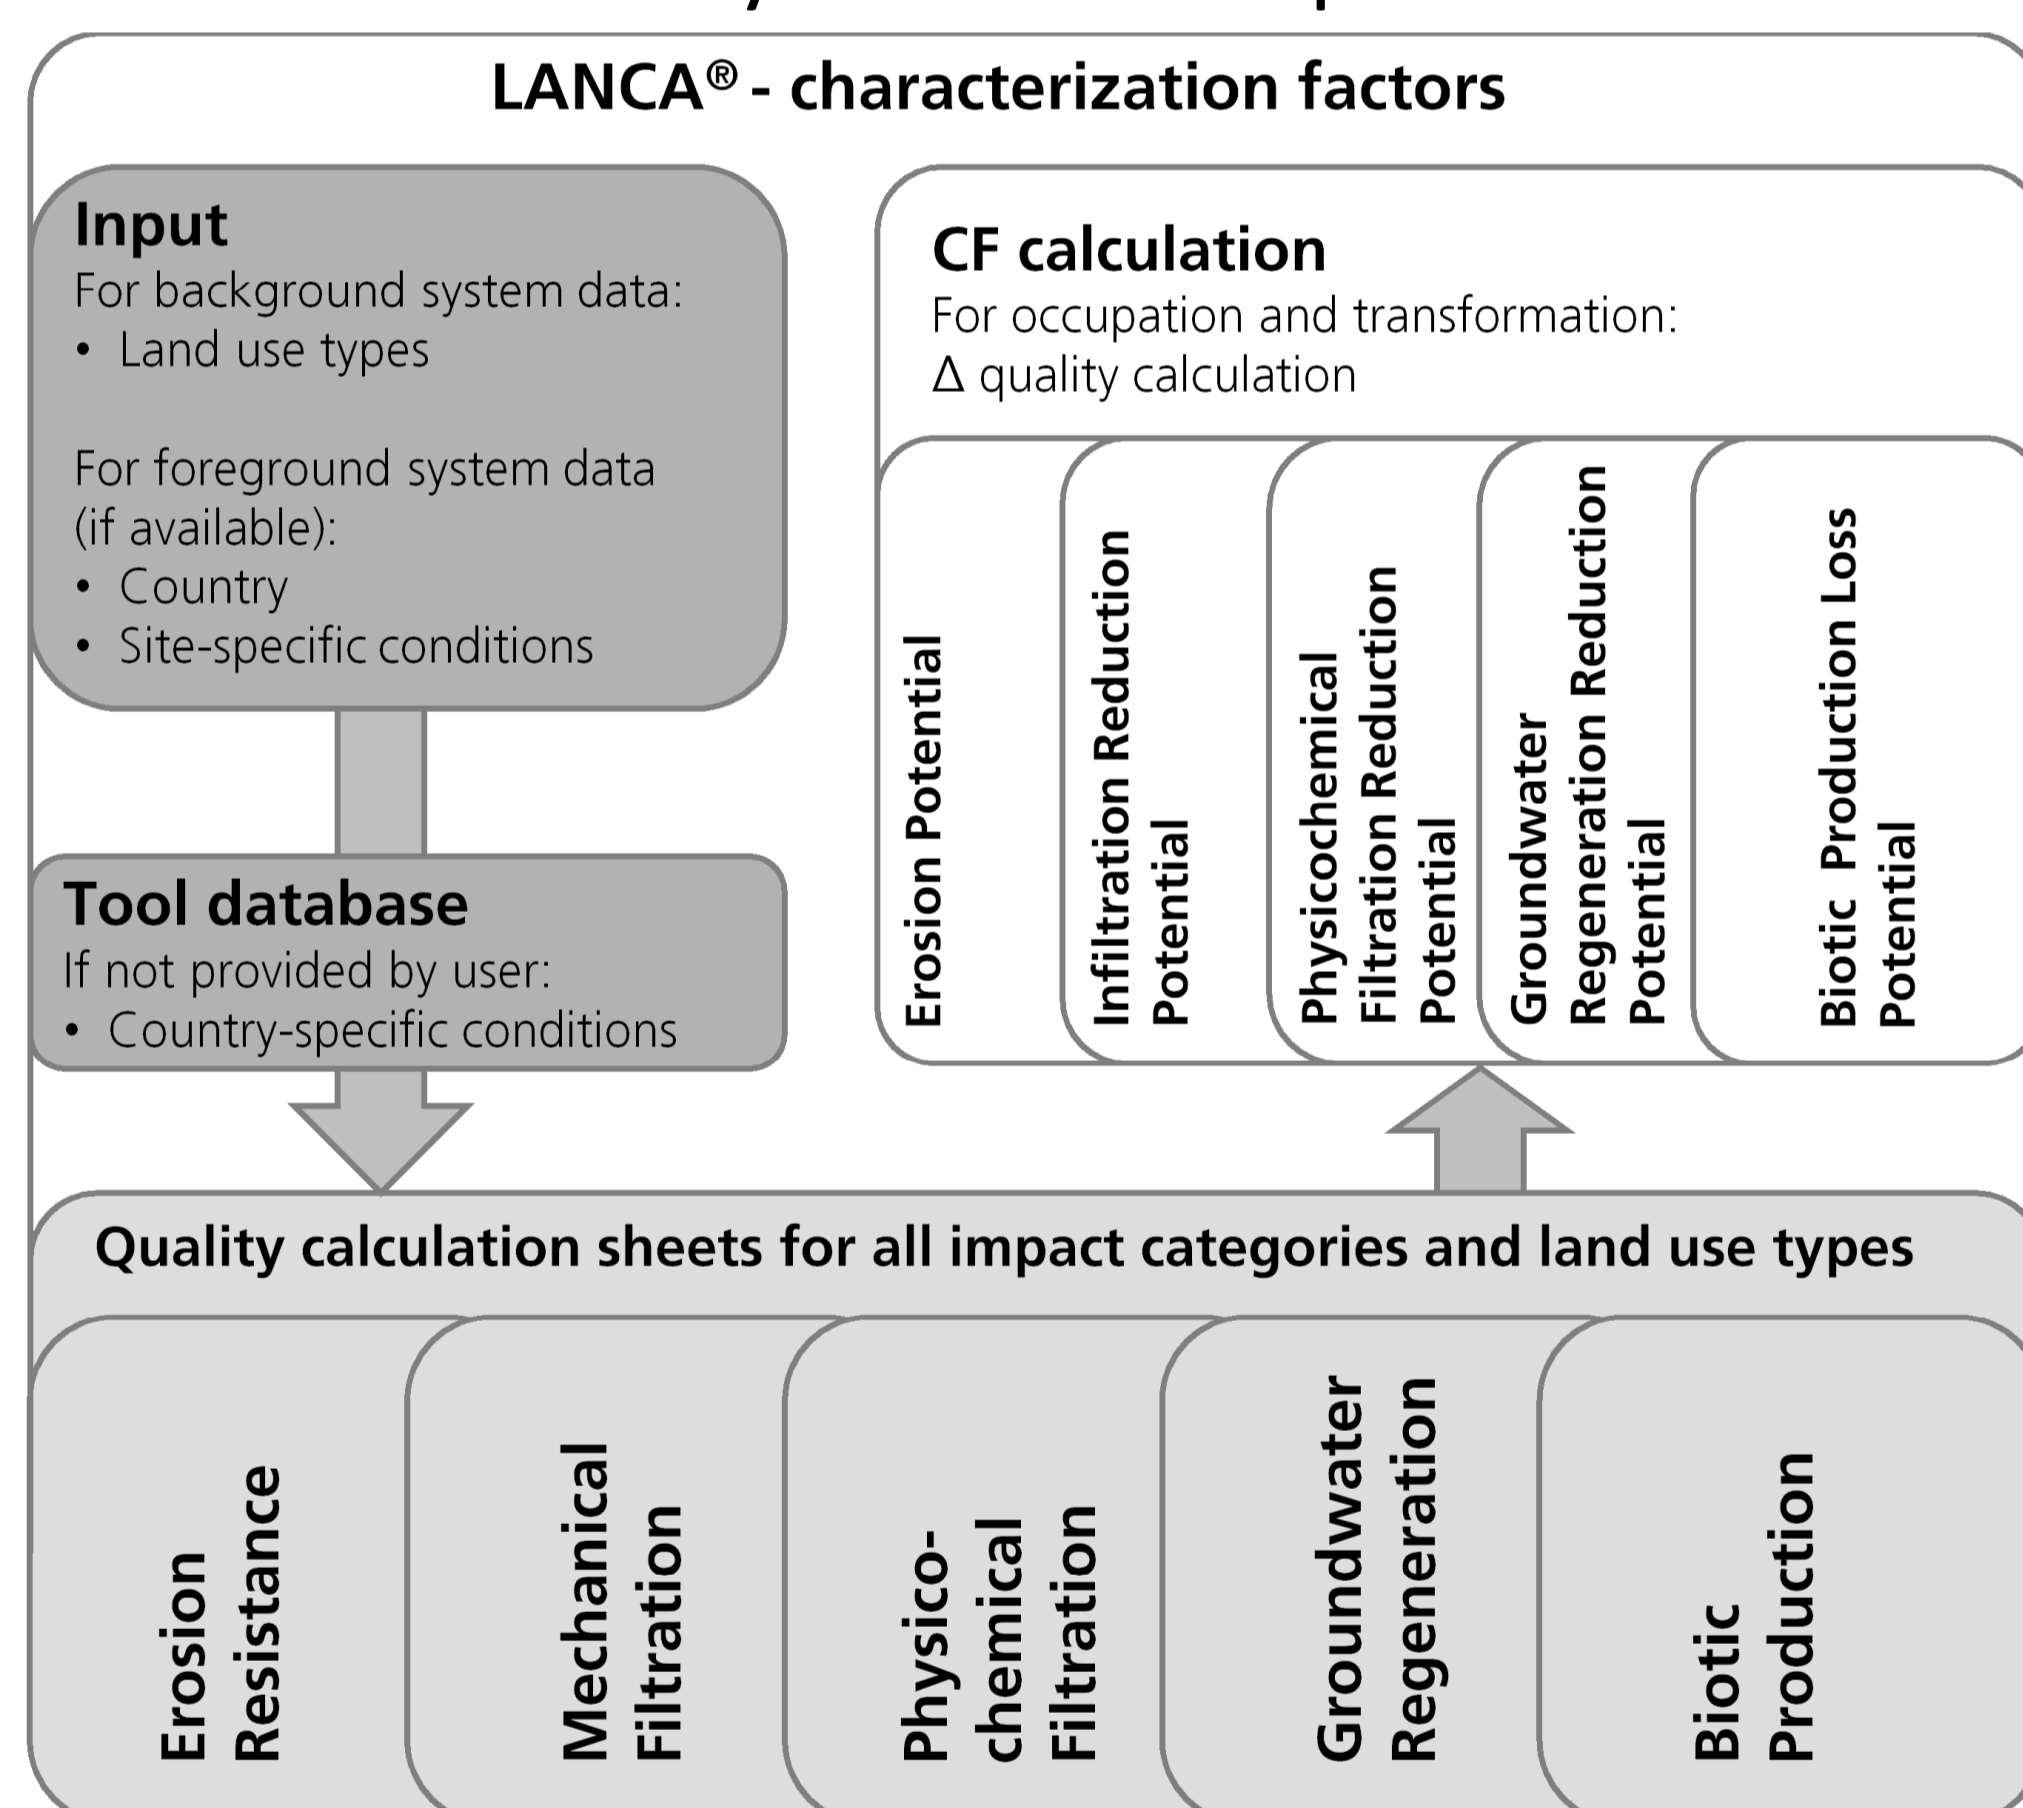 LANCA® - characterization factors
Input
For background system data:
• Land use types
For foreground system data
(if available):
• Country
• Site-specific conditions
Tool database
If not provided by user:
• Country-specific conditions
CF calculation
For occupation and transformation:
Δ quality calculation
Erosion Potential
Infiltration Reduction
Potential
Physicochemical
Filtration Reduction
Potential
Groundwater
Regeneration Reduction
Potential
Biotic Production Loss
Potential
Quality calculation sheets for all impact categories and land use types
Erosion
Resistance
Mechanical
Filtration
Physico-
chemical
Filtration
Groundwater
Regeneration
Biotic
Production